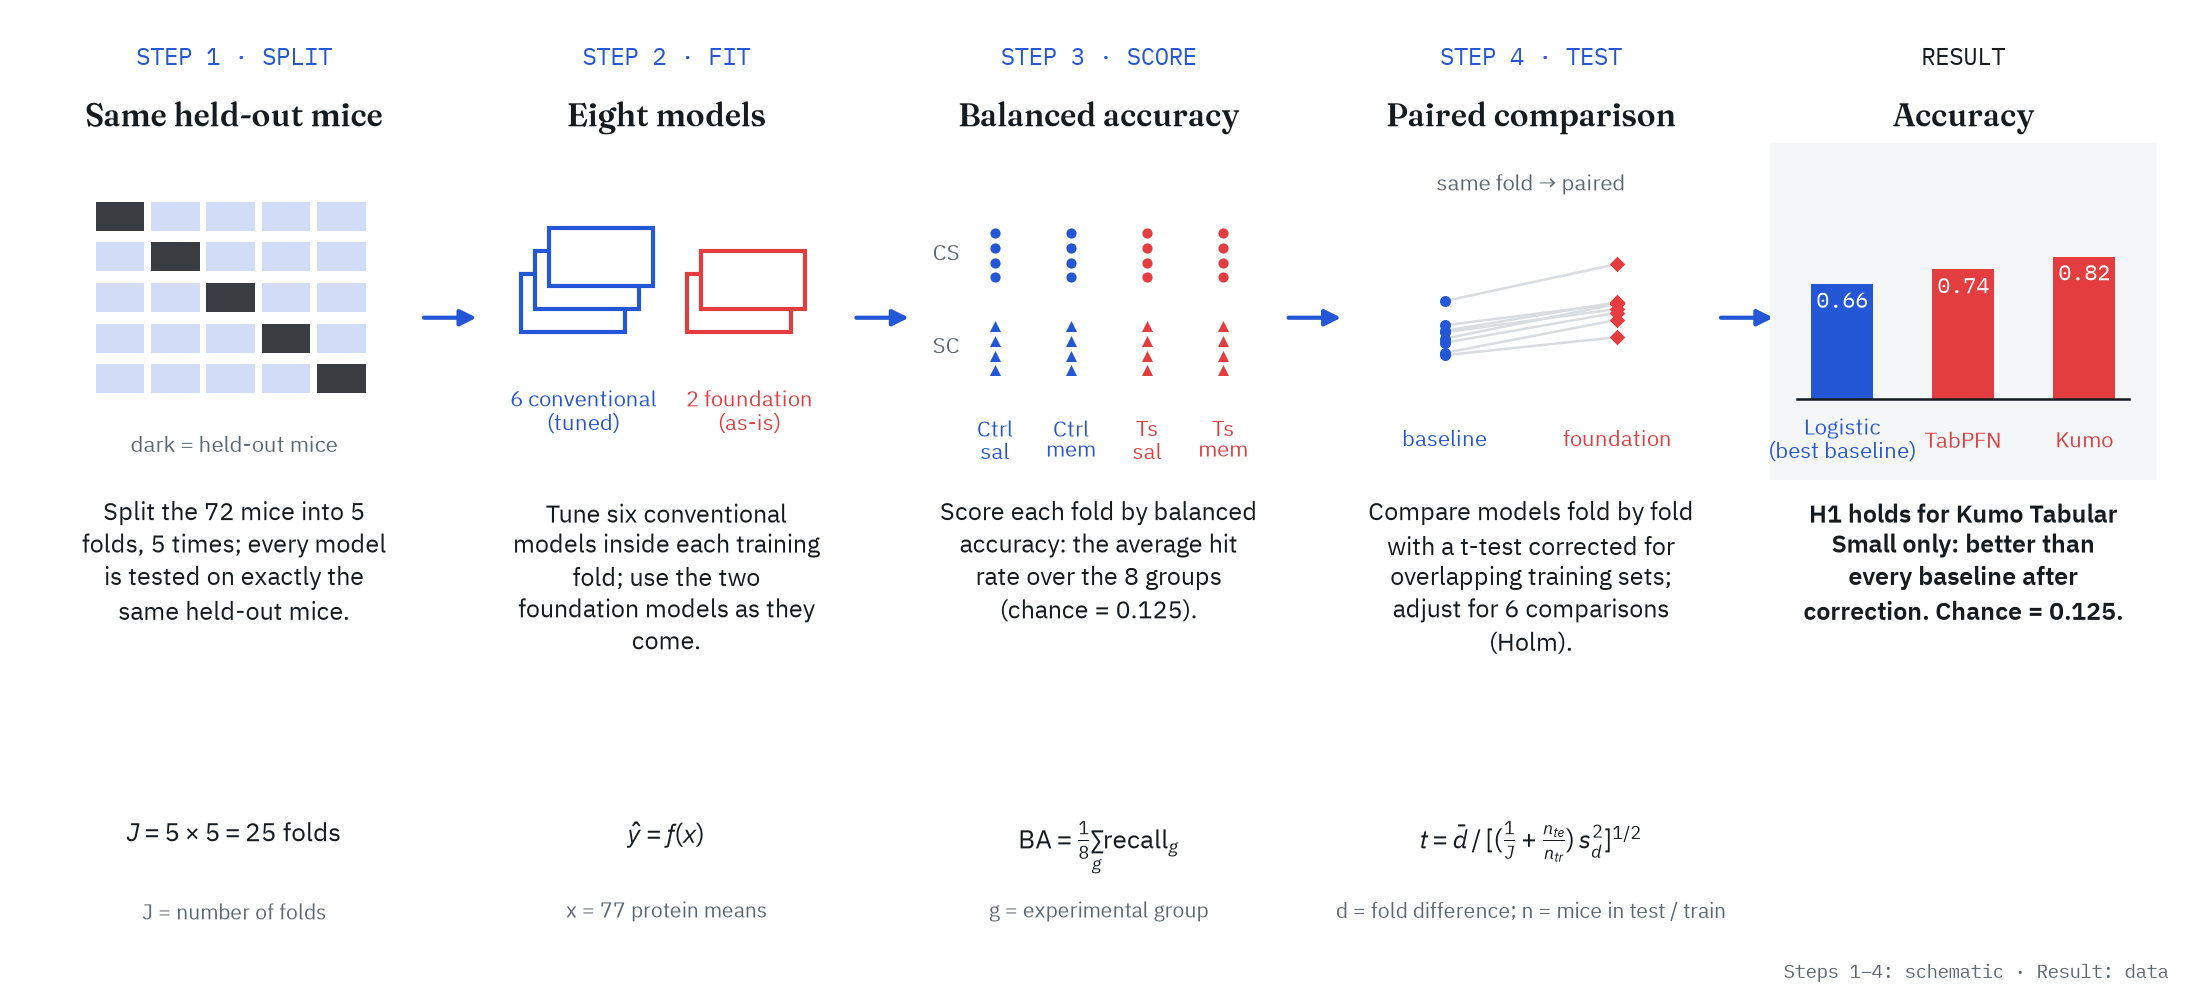 STEP 1 · SPLIT
Same held-out mice
dark = held-out mice
Split the 72 mice into 5
folds, 5 times; every model
is tested on exactly the
same held-out mice.
J = 5 × 5 = 25 folds
J = number of folds
STEP 2 · FIT
Eight models
6 conventional
(tuned)
2 foundation
(as-is)
Tune six conventional
models inside each training
fold; use the two
foundation models as they
come.
ŷ = f(x)
x = 77 protein means
STEP 3 · SCORE
Balanced accuracy
CS
SC
Ctrl
sal
Ctrl
mem
Ts
sal
Ts
mem
Score each fold by balanced
accuracy: the average hit
rate over the 8 groups
(chance = 0.125).
BA = 1/8 ∑_g recall_g
g = experimental group
STEP 4 · TEST
Paired comparison
same fold → paired
baseline
foundation
Compare models fold by fold
with a t-test corrected for
overlapping training sets;
adjust for 6 comparisons
(Holm).
t = d̄ / [(1/J + n_te/n_tr) s_d^2]^1/2
d = fold difference; n = mice in test / train
RESULT
Accuracy
0.66
0.74
0.82
Logistic
(best baseline)
TabPFN
Kumo
H1 holds for Kumo Tabular
Small only: better than
every baseline after
correction. Chance = 0.125.
Steps 1–4: schematic · Result: data